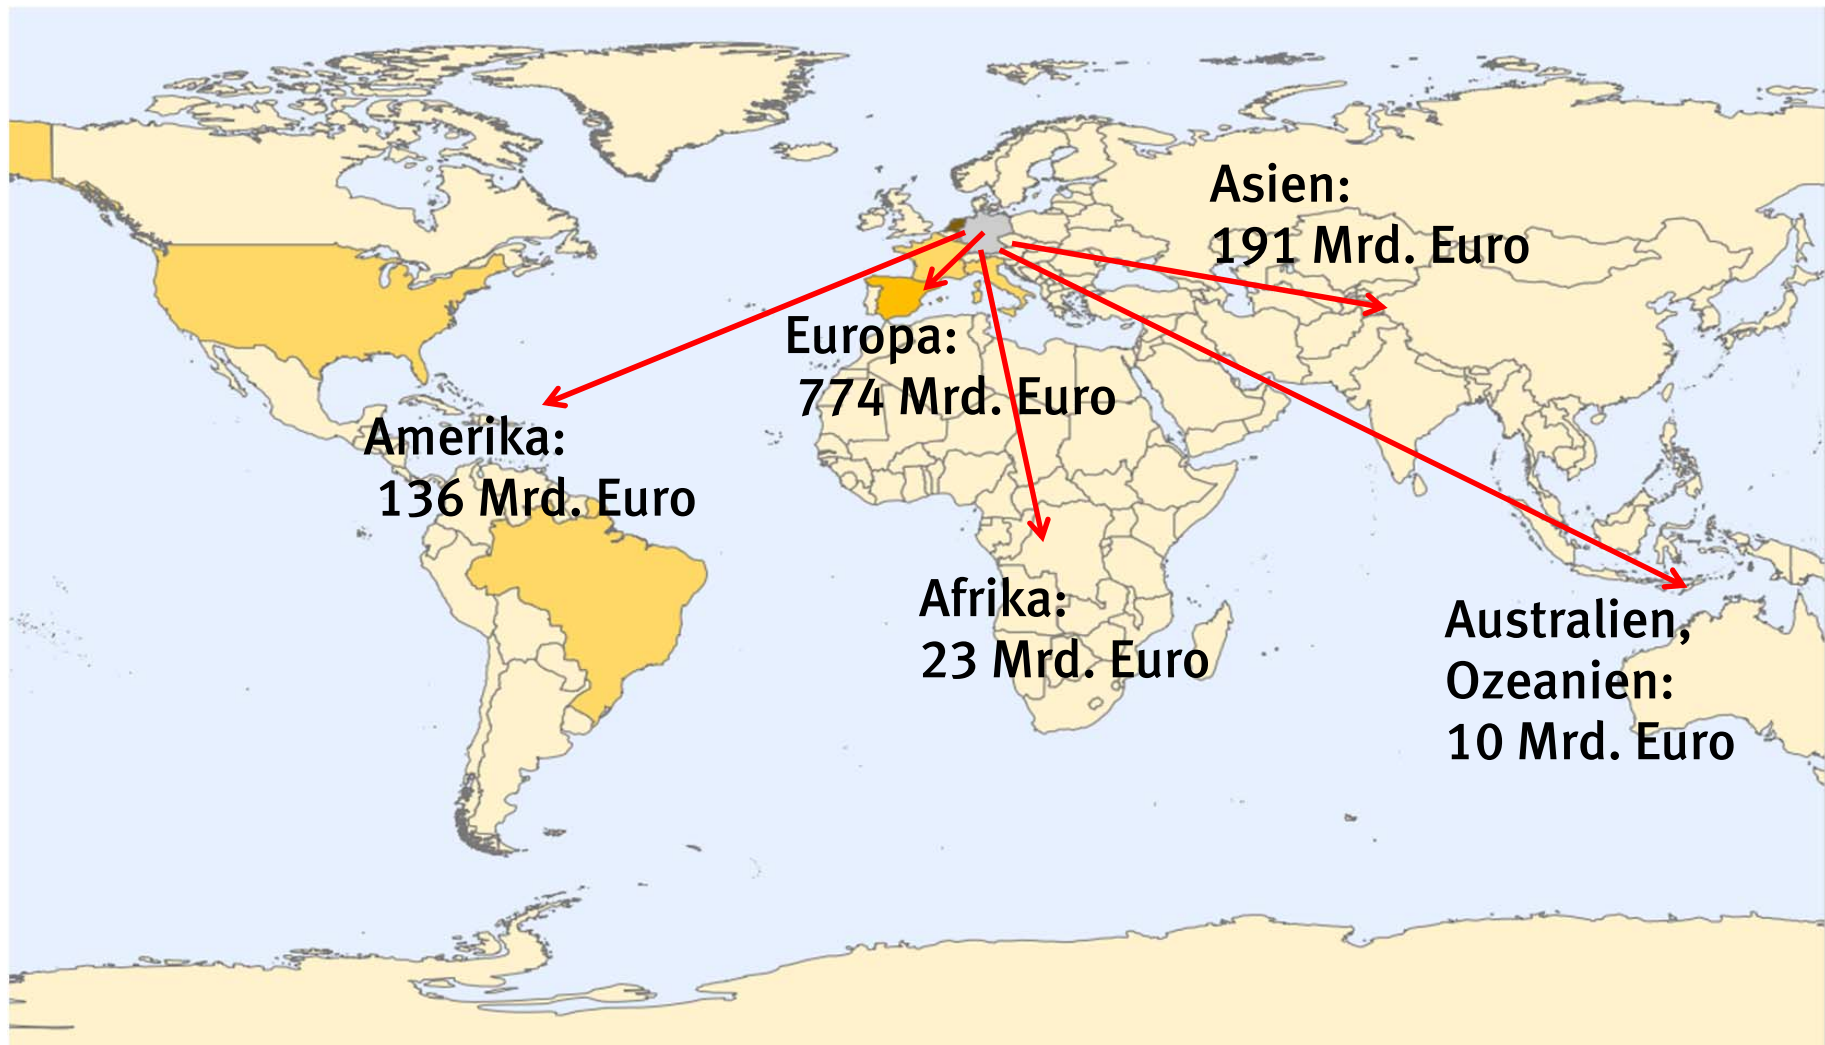 Asien:
191 Mrd. Euro
Europa:
774 Mrd. Euro
Amerika:
136 Mrd. Euro
Afrika:
23 Mrd. Euro
Australien,
Ozeanien:
10 Mrd. Euro